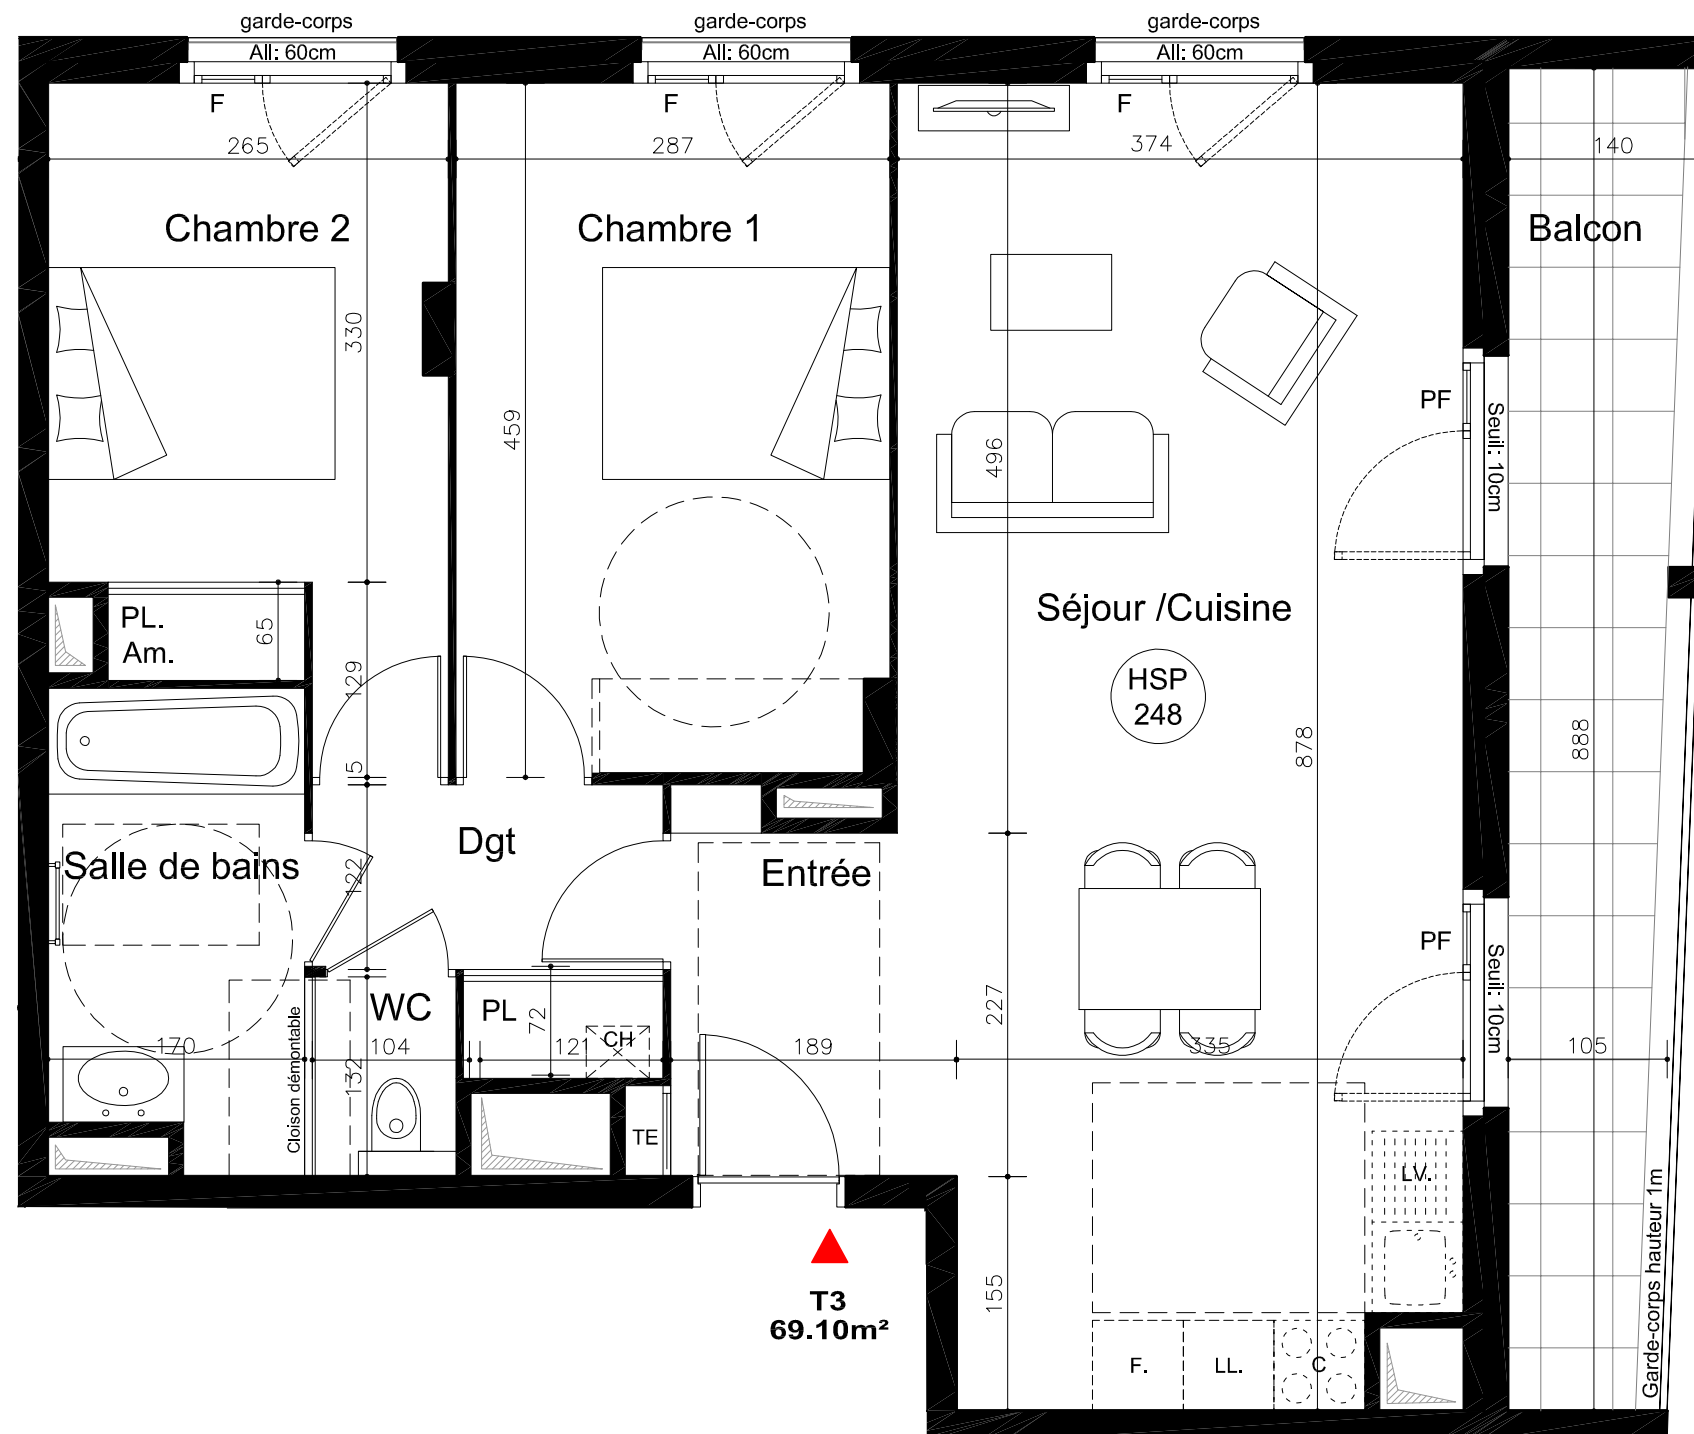 garde-corps
garde-corps
garde-corps
All: 60cm
All: 60cm
All: 60cm
F
F
F
265
287
374
140
Chambre 2
Chambre 1
Balcon
330
459
496
PF
Seuil: 10cm
PL.
Am.
65
129
Séjour /Cuisine
HSP
248
878
888
15
Dgt
Salle de bains
122
Entrée
PF
Seuil: 10cm
WC
PL
72
CH
227
170
104
121
189
335
105
Cloison démontable
132
TE
LV.
155
Garde-corps hauteur 1m
T3
69.10m²
F.
LL.
C